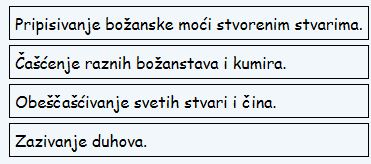 Pripisivanje božanske moći stvorenim stvarima.
Čašćenje raznih božanstava i kumira.
Obeščašćivanje svetih stvari i čina.
Zazivanje duhova.